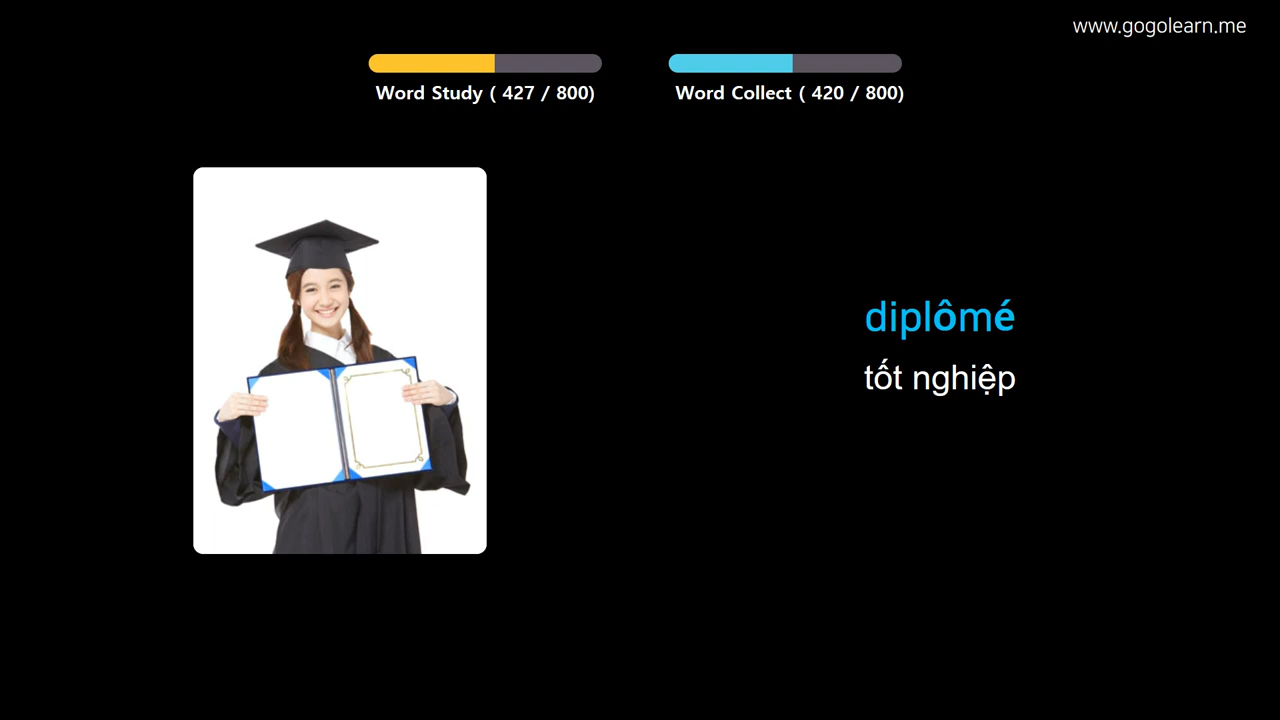 www.gogolearn.me
Word Study ( 427 / 800)
Word Collect ( 420 / 800)
diplômé
tốt nghiệp